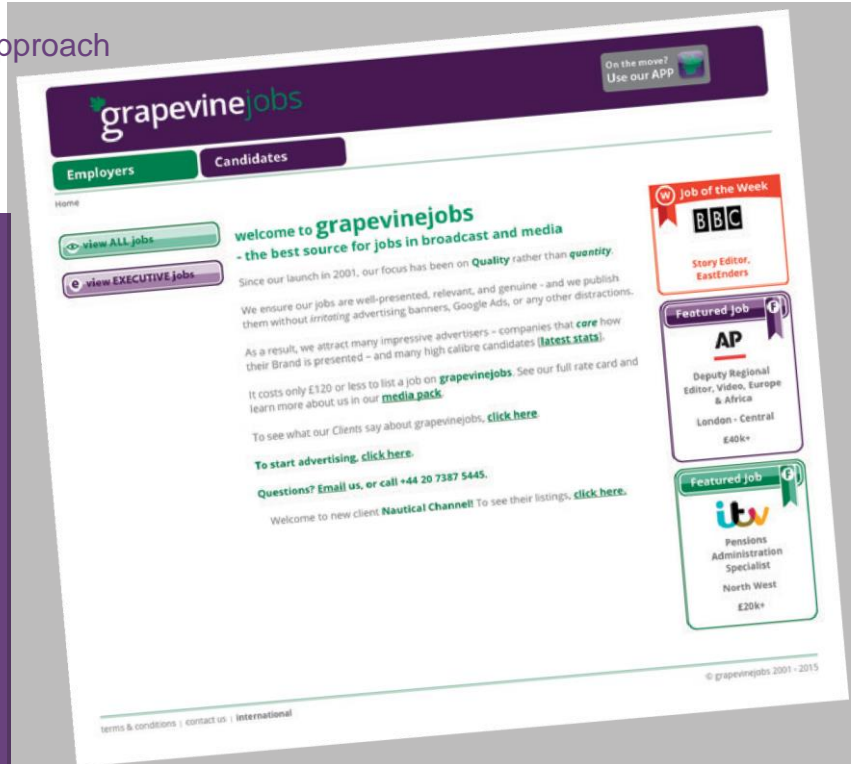 grapevinejobs
On the move?
Use our APP
Employers
Candidates
Home
view ALL jobs
e view EXECUTIVE jobs
welcome to grapevinejobs
- the best source for jobs in broadcast and media
Since our launch in 2001, our focus has been on Quality rather than quantity.
We ensure our jobs are well-presented, relevant, and genuine - and we publish
them without irritating advertising banners, Google Ads, or any other distractions.
As a result, we attract many impressive advertisers – companies that care how
their Brand is presented – and many high calibre candidates [latest stats].
It costs only £120 or less to list a job on grapevinejobs. See our full rate card and
learn more about us in our media pack.
To see what our Clients say about grapevinejobs, click here.
To start advertising, click here.
Questions? Email us, or call +44 20 7387 5445.
Welcome to new client Nautical Channel! To see their listings, click here.
W Job of the Week
BBC
Story Editor,
EastEnders
Featured Job F
AP
Deputy Regional
Editor, Video, Europe
& Africa
London - Central
£40k+
Featured Job F
itv
Pensions
Administration
Specialist
North West
£20k+
© grapevinejobs 2001 - 2015
terms & conditions | contact us | international